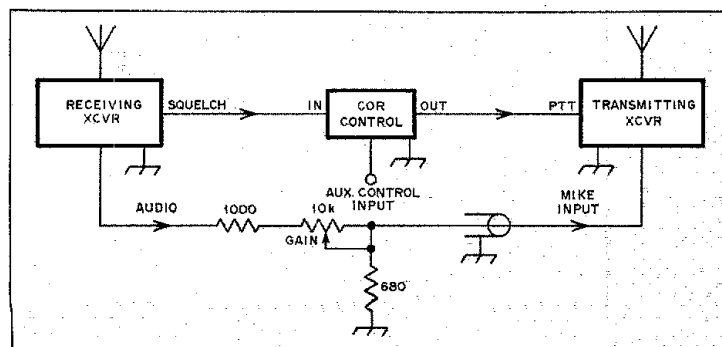 RECEIVING
XCVR
SQUELCH
IN
COR
CONTROL
OUT
PTT
TRANSMITTING
XCVR
AUX. CONTROL
INPUT
AUDIO
1000
10k
GAIN
MIKE
INPUT
680